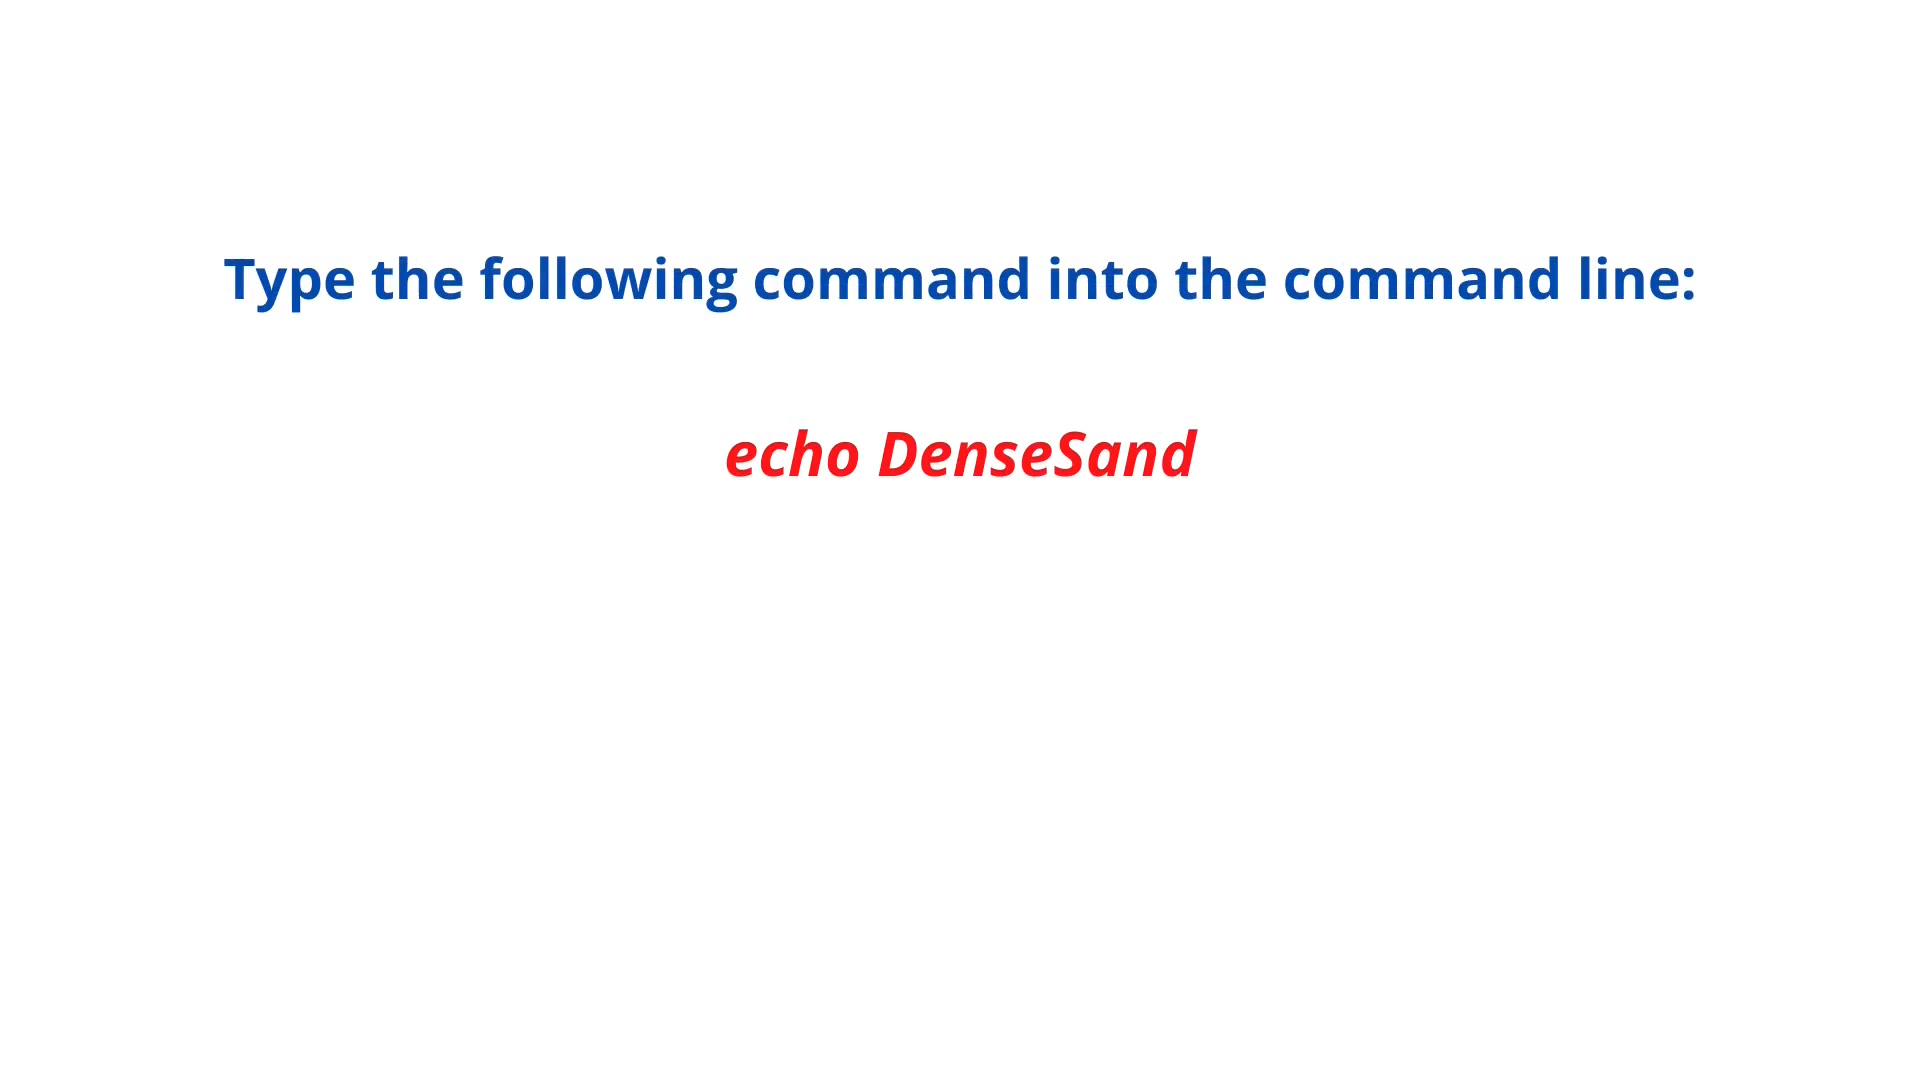 Type the following command into the command line:
echo DenseSand